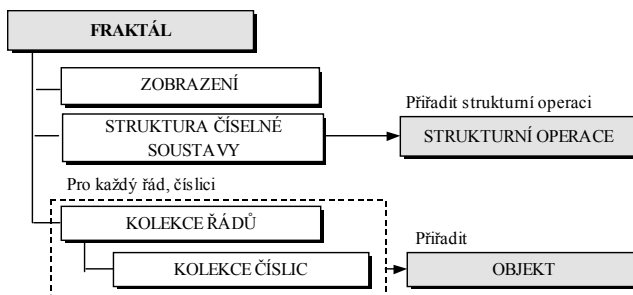 FRAKTÁL
ZOBRAZENÍ
STRUKTURA ČÍSELNÉ
SOUSTAVY
Přiřadit strukturní operaci
STRUKTURNÍ OPERACE
Pro každý řád, číslici
KOLEKCE ŘÁDŮ
KOLEKCE ČÍSLIC
Přiřadit
OBJEKT